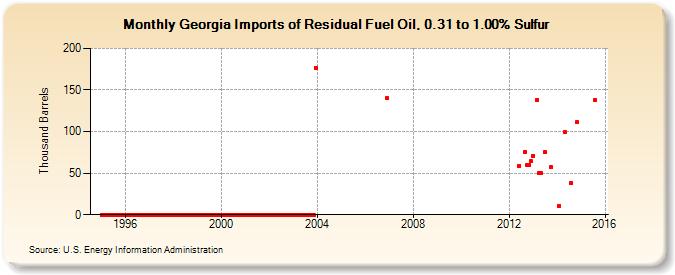 Monthly Georgia Imports of Residual Fuel Oil, 0.31 to 1.00% Sulfur
Thousand Barrels
200
150
100
50
0
1996 2000 2004 2008 2012 2016
Source: U.S. Energy Information Administration